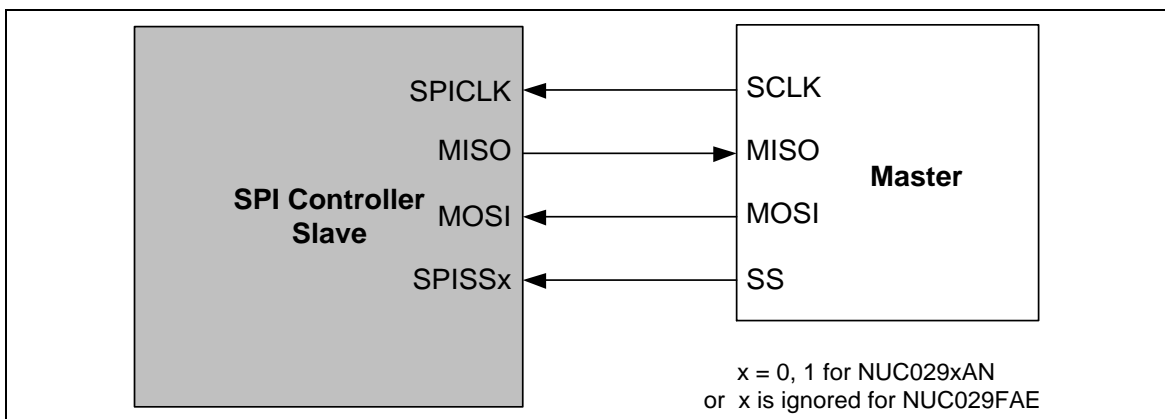 SPICLK
SCLK
MISO
MISO
Master
SPI Controller
Slave
MOSI
MOSI
SPISSx
SS
x = 0, 1 for NUC029xAN
or x is ignored for NUC029FAE